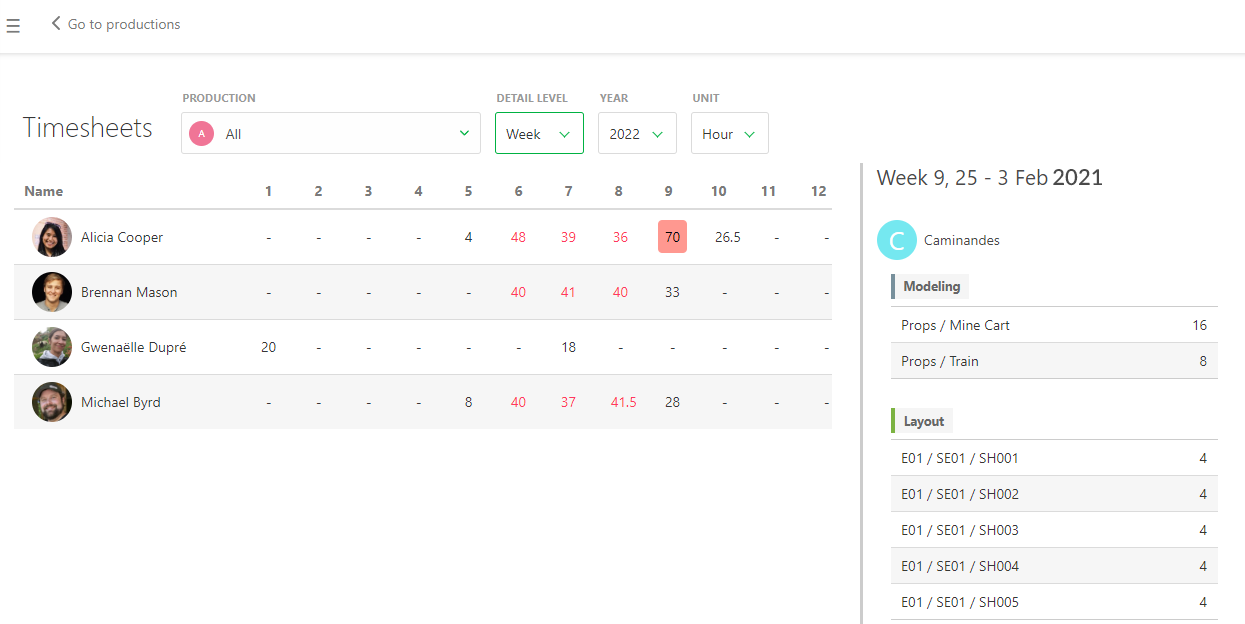 Go to productions
Timesheets
PRODUCTION
A All
DETAIL LEVEL
Week
YEAR
2022
UNIT
Hour
Name 1 2 3 4 5 6 7 8 9 10 11 12
Alicia Cooper - - - - 4 48 39 36 70 26.5 - -
Brennan Mason - - - - - 40 41 40 33 - - -
Gwenaëlle Dupré 20 - - - - - 18 - - - - -
Michael Byrd - - - - 8 40 37 41.5 28 - - -
Week 9, 25 - 3 Feb 2021
C Caminandes
Modeling
Props / Mine Cart 16
Props / Train 8
Layout
E01 / SE01 / SH001 4
E01 / SE01 / SH002 4
E01 / SE01 / SH003 4
E01 / SE01 / SH004 4
E01 / SE01 / SH005 4